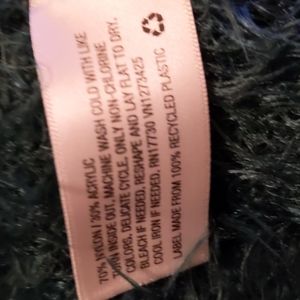 70% NYLON | 30% ACRYLIC
TURN INSIDE OUT. MACHINE WASH COLD WITH LIKE
COLORS, DELICATE CYCLE. ONLY NON-CHLORINE
BLEACH IF NEEDED, RESHAPE AND LAY FLAT TO DRY.
COOL IRON IF NEEDED. RN17730 VN1273425
LABEL MADE FROM 100% RECYCLED PLASTIC